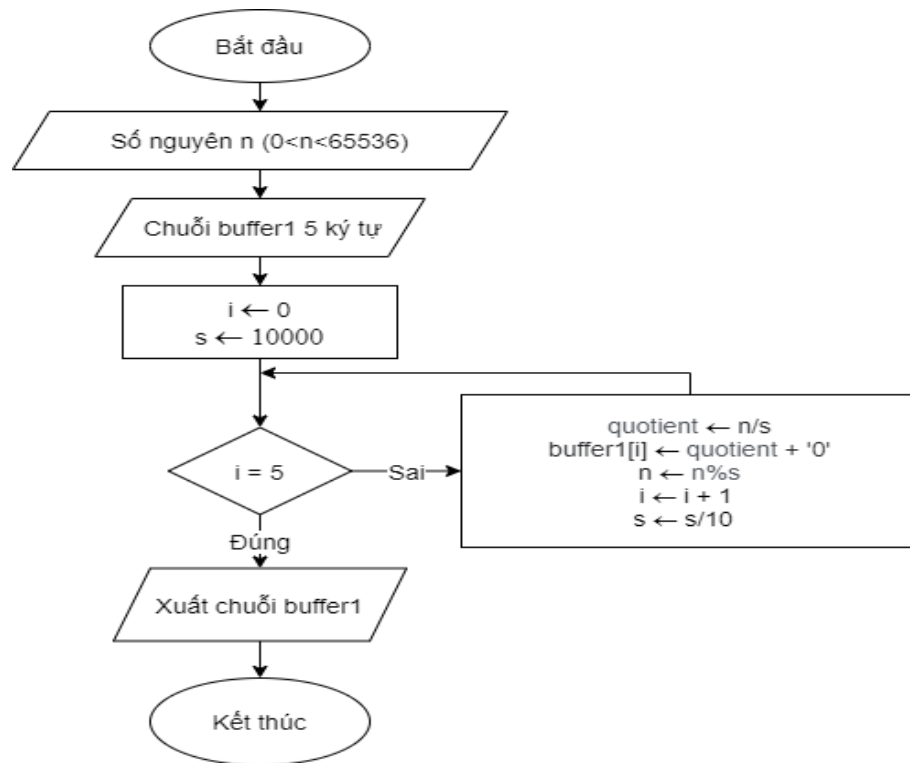 Bắt đầu
Số nguyên n (0<n<65536)
Chuỗi buffer1 5 ký tự
i ← 0
s ← 10000
i = 5
Sai
quotient ← n/s
buffer1[i] ← quotient + '0'
n ← n%s
i ← i + 1
s ← s/10
Đúng
Xuất chuỗi buffer1
Kết thúc